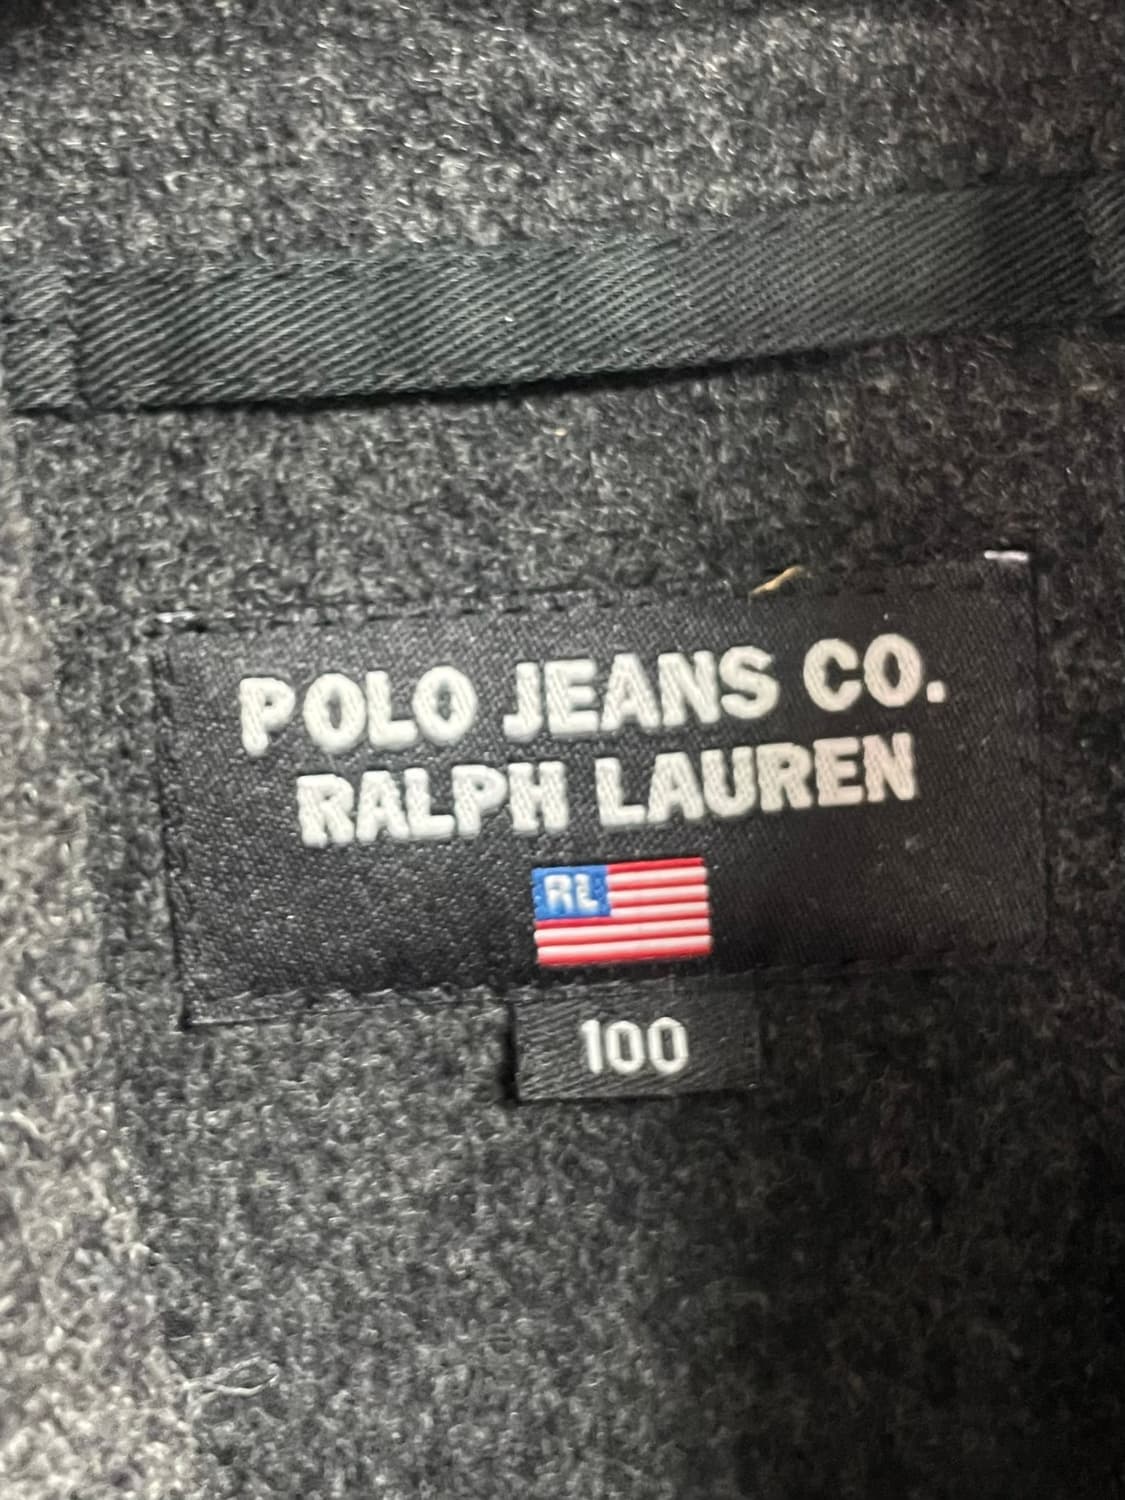 POLO JEANS CO.
RALPH LAUREN
RL
100